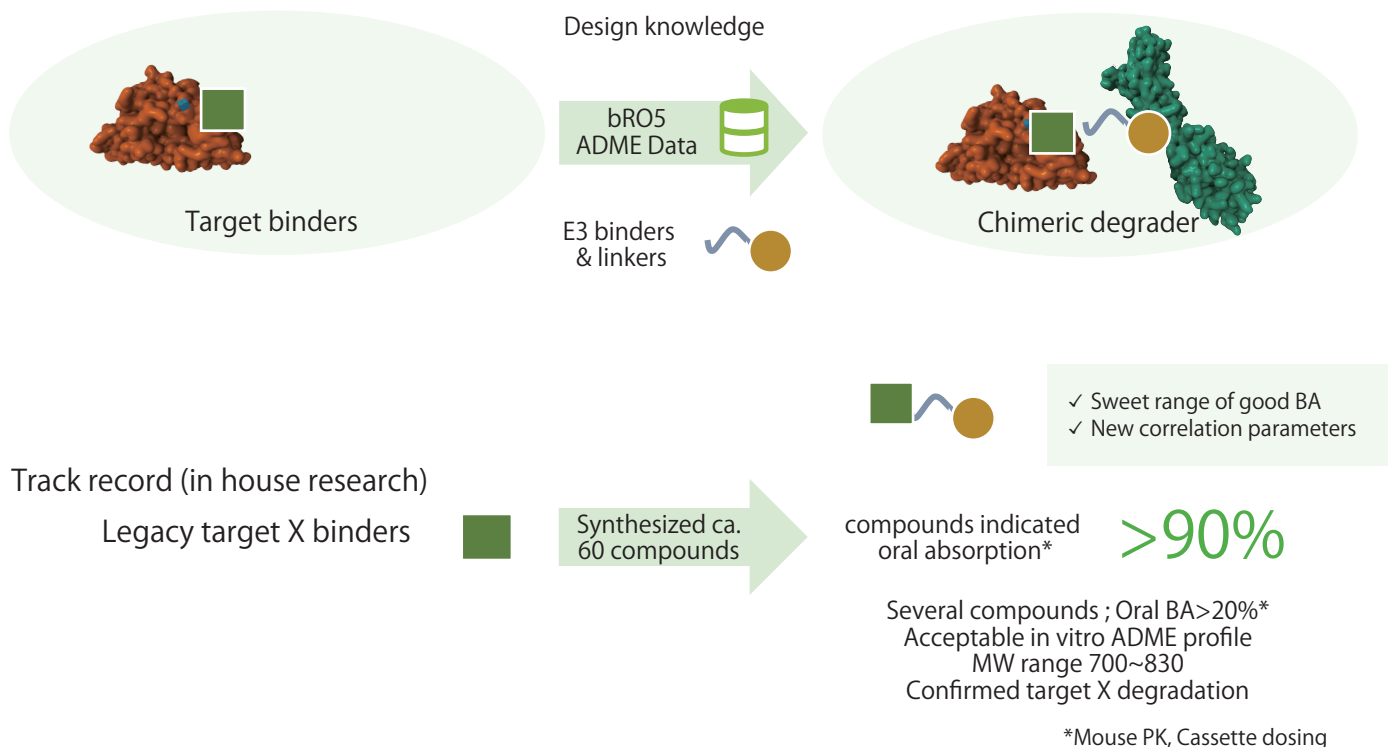 Design knowledge
bRO5
ADME Data
Target binders
E3 binders
& linkers
Chimeric degrader
✓ Sweet range of good BA
✓ New correlation parameters
Track record (in house research)
Legacy target X binders
Synthesized ca.
60 compounds
compounds indicated
oral absorption*
>90%
Several compounds ; Oral BA>20%*
Acceptable in vitro ADME profile
MW range 700~830
Confirmed target X degradation
*Mouse PK, Cassette dosing